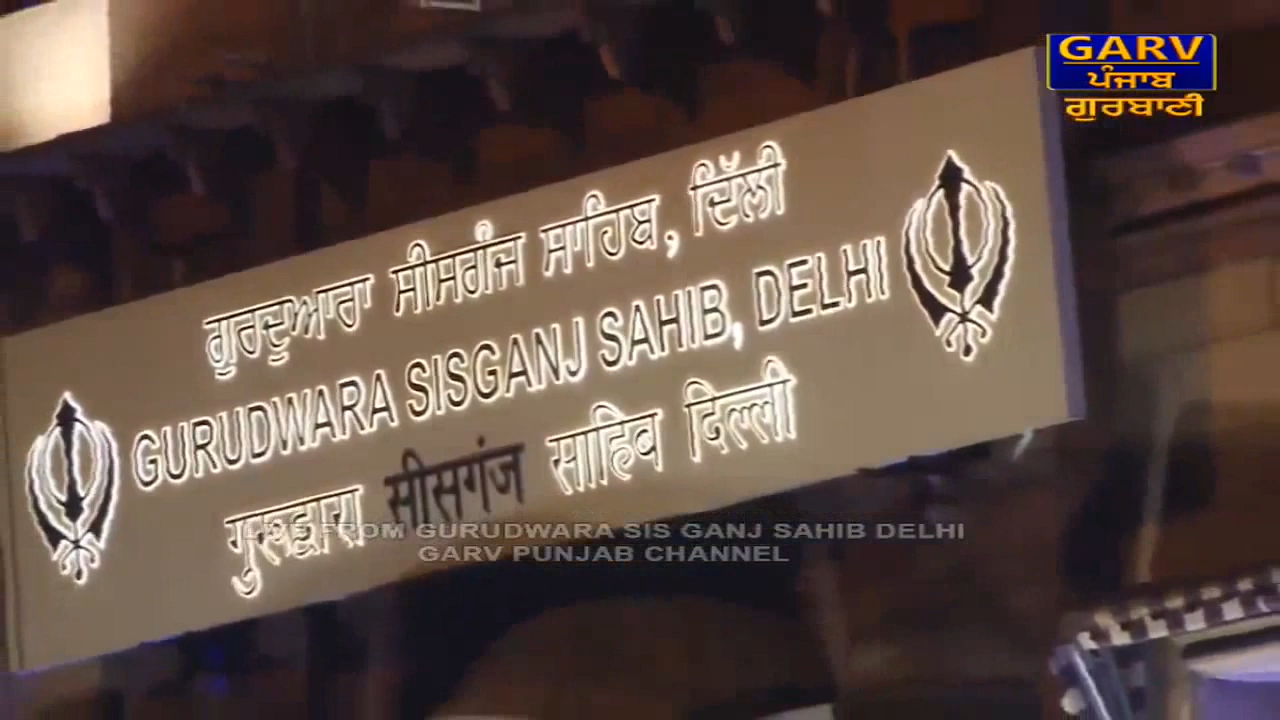 GARV
ਪੰਜਾਬ
ਗੁਰਬਾਣੀ
ਗੁਰਦੁਆਰਾ ਸੀਸਗੰਜ ਸਾਹਿਬ, ਦਿੱਲੀ
GURUDWARA SISGANJ SAHIB, DELHI
गुरुद्वारा सीसगंज साहिब दिल्ली
LIVE FROM GURUDWARA SIS GANJ SAHIB DELHI
GARV PUNJAB CHANNEL